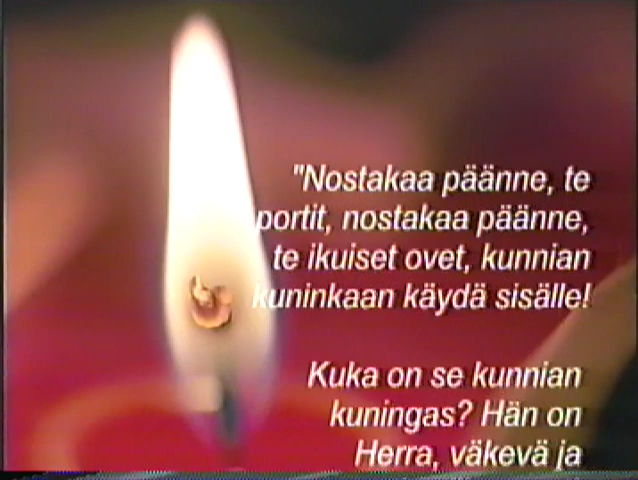 "Nostakaa päänne, te
portit, nostakaa päänne,
te ikuiset ovet, kunnian
kuninkaan käydä sisälle!
Kuka on se kunnian
kuningas? Hän on
Herra, väkevä ja